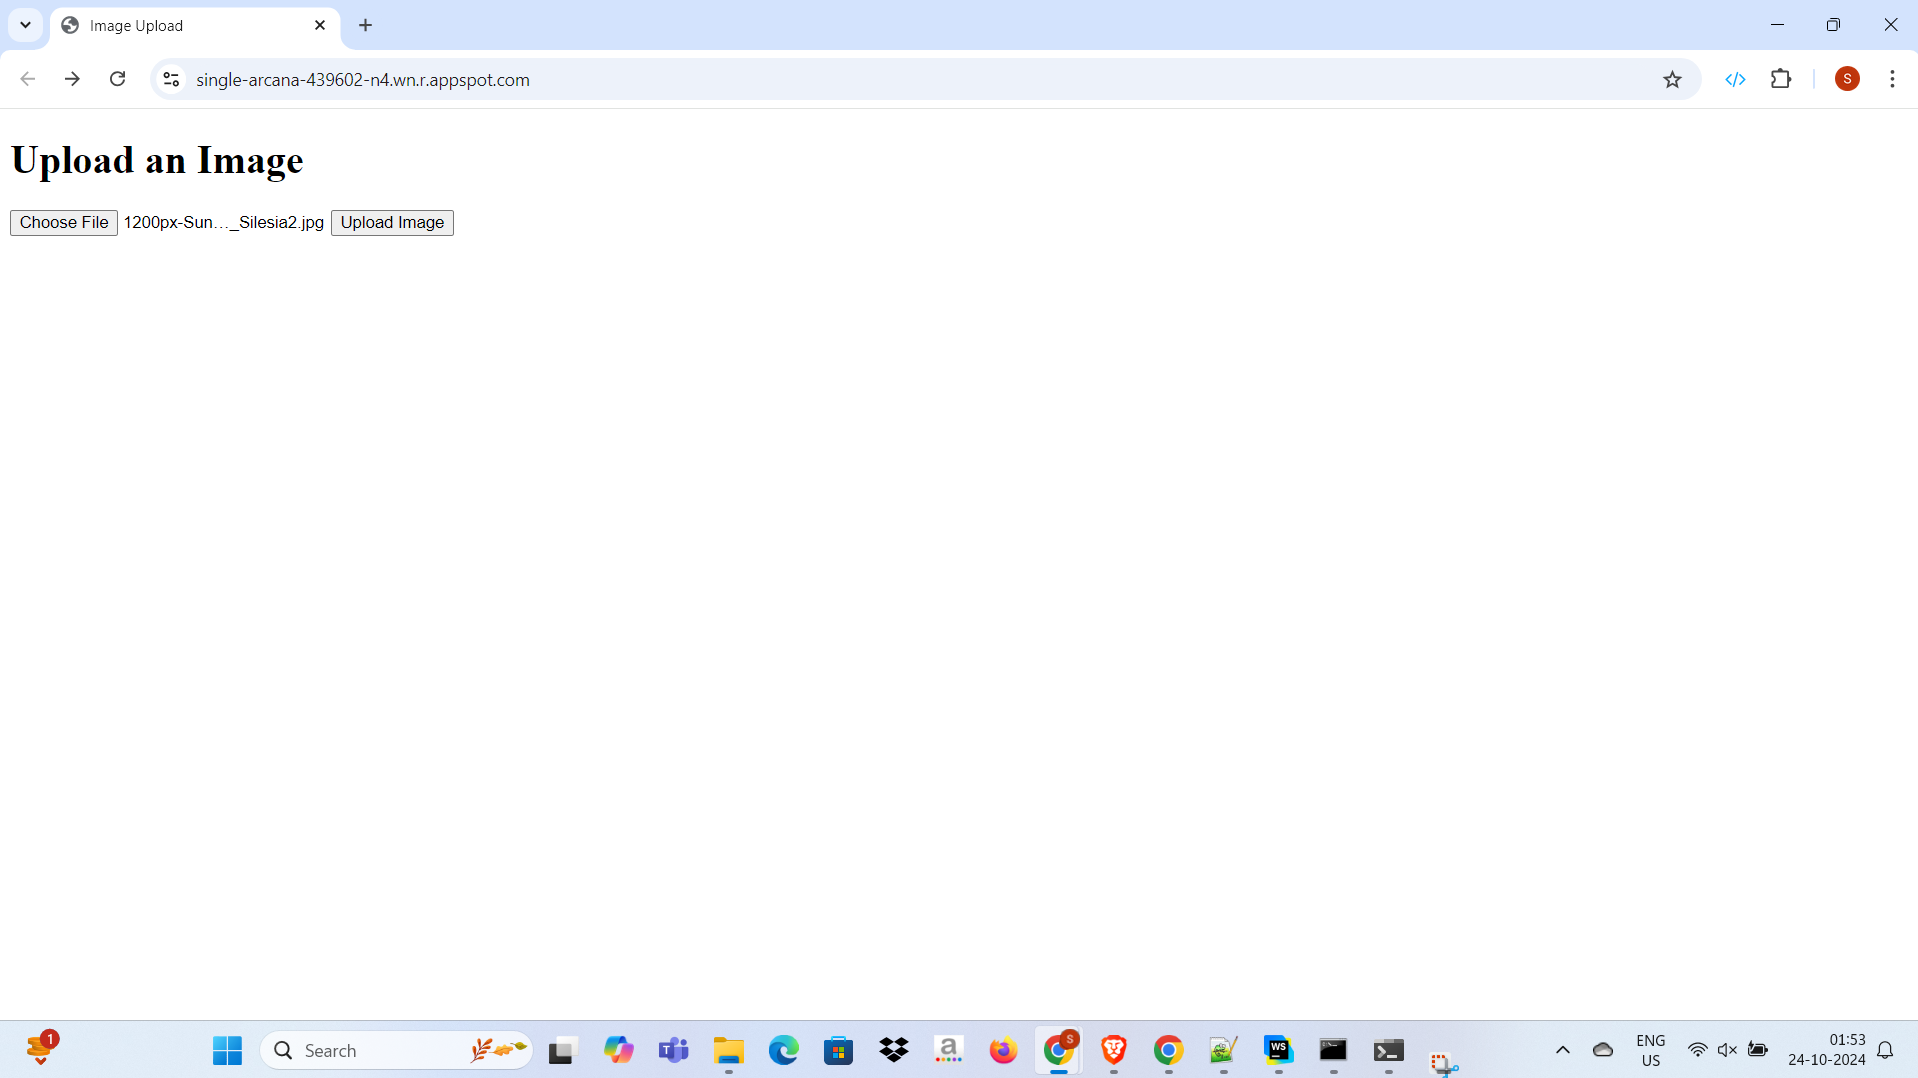 Image Upload
single-arcana-439602-n4.wn.r.appspot.com
S
Upload an Image
Choose File 1200px-Sun…_Silesia2.jpg Upload Image
1
Search
T
a
S
WS
ENG
US
01:53
24-10-2024